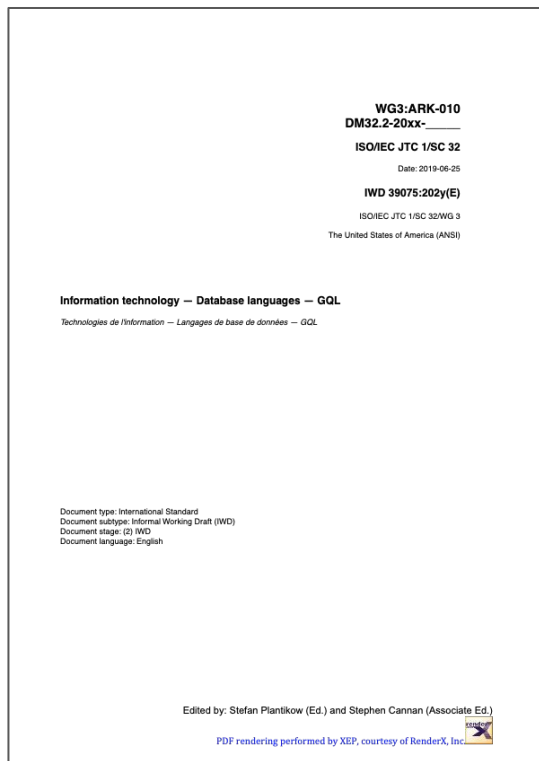 WG3:ARK-010
DM32.2-20xx-_____
ISO/IEC JTC 1/SC 32
Date: 2019-06-25
IWD 39075:202y(E)
ISO/IEC JTC 1/SC 32/WG 3
The United States of America (ANSI)
Information technology — Database languages — GQL
Technologies de l'information — Langages de base de données — GQL
Document type: International Standard
Document subtype: Informal Working Draft (IWD)
Document stage: (2) IWD
Document language: English
Edited by: Stefan Plantikow (Ed.) and Stephen Cannan (Associate Ed.)
renderX
PDF rendering performed by XEP, courtesy of RenderX, Inc.